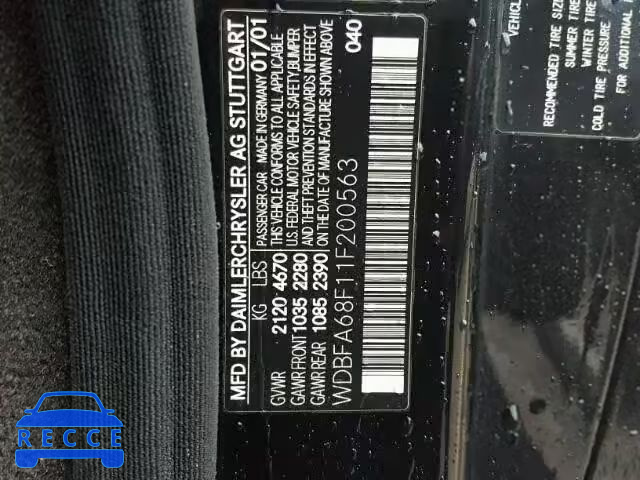 MFD BY DAIMLERCHRYSLER AG STUTTGART
KG LBS PASSENGER CAR MADE IN GERMANY 01/01
GVWR 2120 4670 THIS VEHICLE CONFORMS TO ALL APPLICABLE
GAWR FRONT 1035 2280 U.S. FEDERAL MOTOR VEHICLE SAFETY,BUMPER
AND THEFT PREVENTION STANDARDS IN EFFECT
GAWR REAR 1085 2390 ON THE DATE OF MANUFACTURE SHOWN ABOVE
WDBFA68F11F200563
040
VEHICLE
RECOMMENDED TIRE SIZE
SUMMER TIRE
WINTER TIRE
COLD TIRE PRESSURE
FOR ADDITIONAL
RECCE